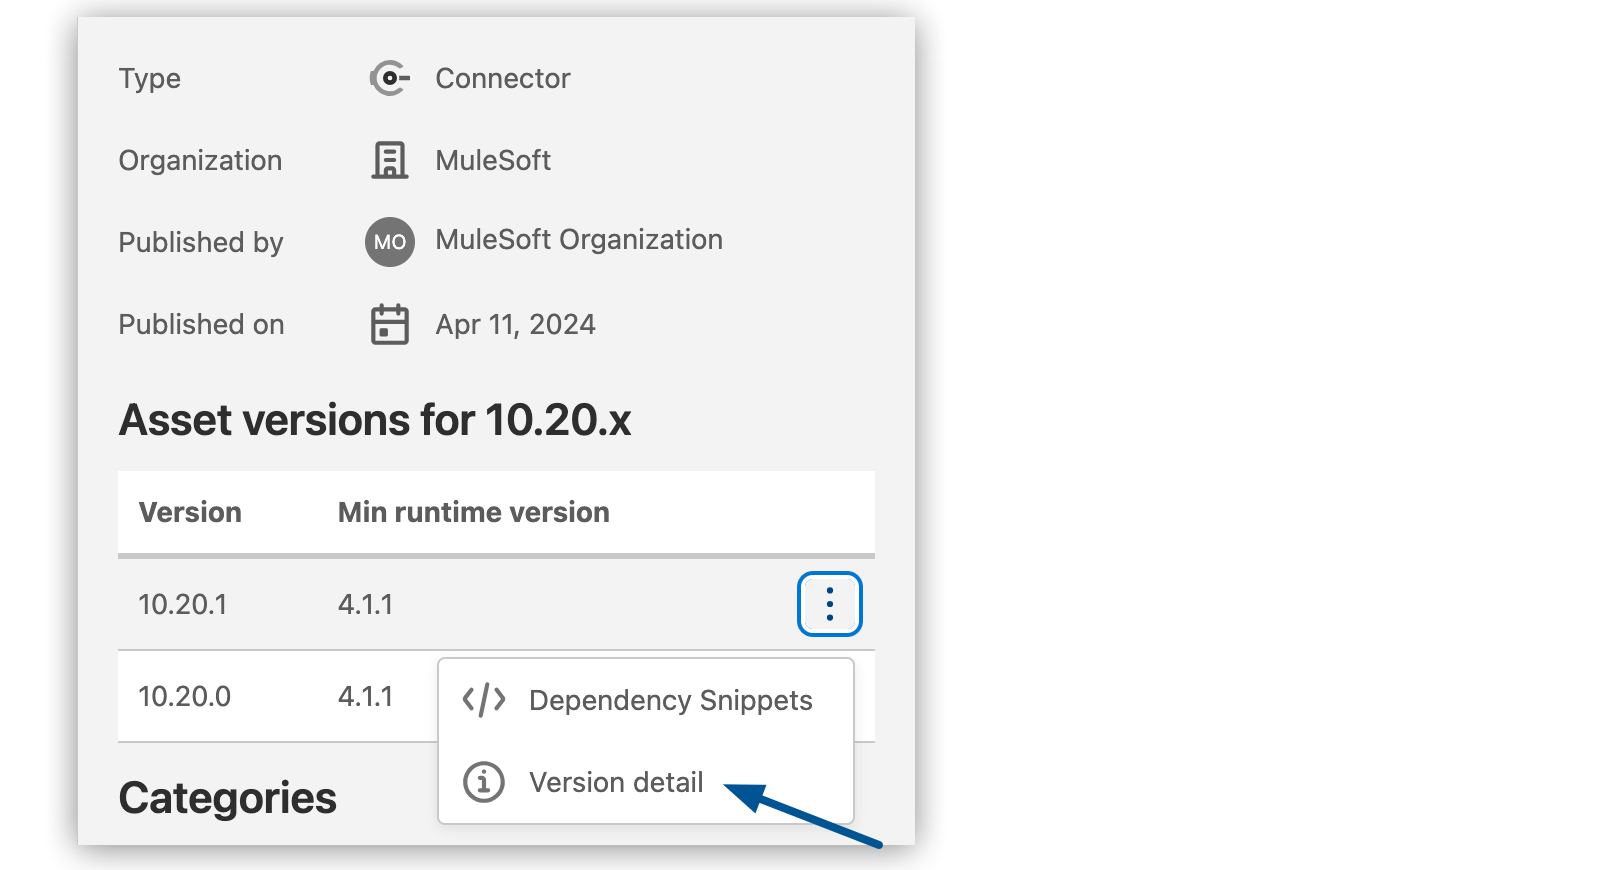 Type Connector
Organization MuleSoft
Published by MO MuleSoft Organization
Published on Apr 11, 2024
Asset versions for 10.20.x
Version Min runtime version
10.20.1 4.1.1
10.20.0 4.1.1
Dependency Snippets
Version detail
Categories